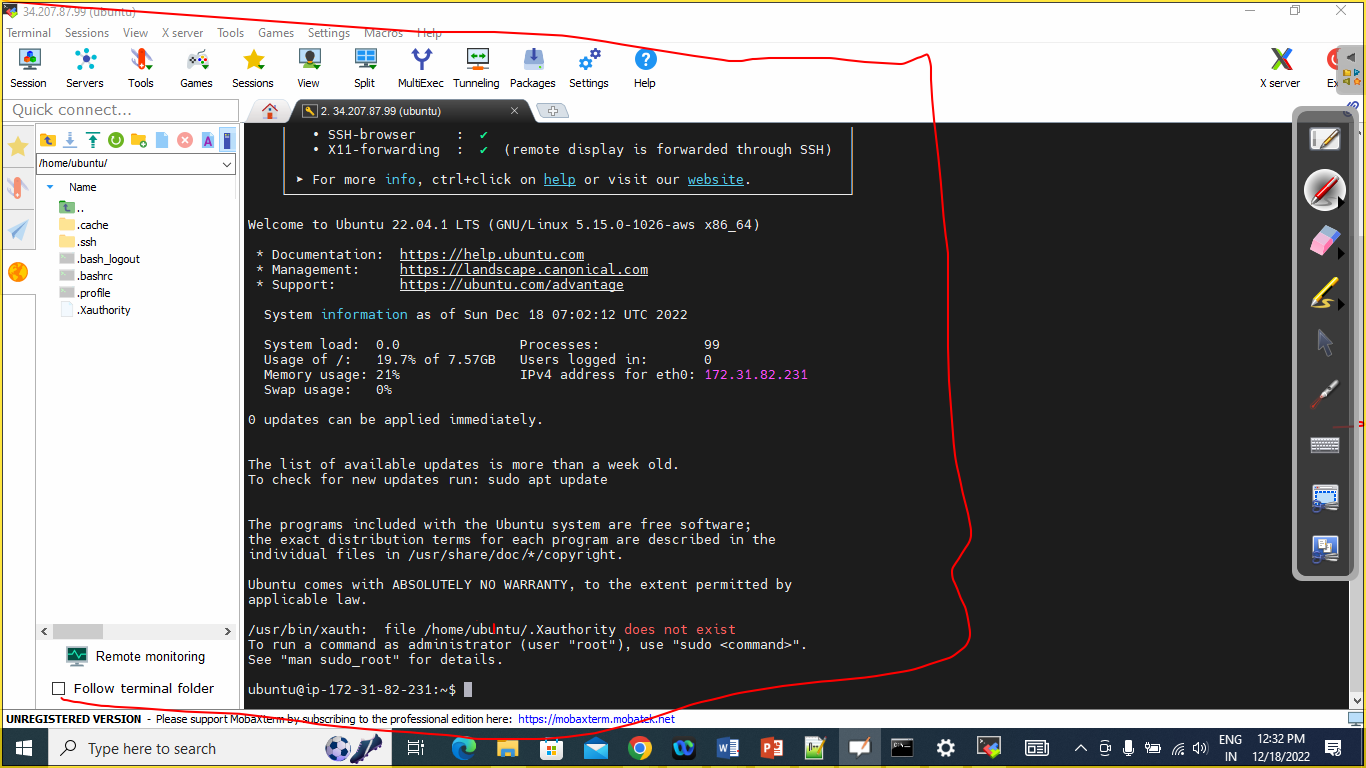 34.207.87.99 (ubuntu)
Terminal Sessions View X server Tools Games Settings Macros Help
Session Servers Tools Games Sessions View Split MultiExec Tunneling Packages Settings Help X server
Quick connect...
2. 34.207.87.99 (ubuntu)
/home/ubuntu/
Name
..
.cache
.ssh
.bash_logout
.bashrc
.profile
.Xauthority
Remote monitoring
Follow terminal folder
• SSH-browser : ✔
• X11-forwarding : ✔ (remote display is forwarded through SSH)
➤ For more info, ctrl+click on help or visit our website.
Welcome to Ubuntu 22.04.1 LTS (GNU/Linux 5.15.0-1026-aws x86_64)
* Documentation: https://help.ubuntu.com
* Management: https://landscape.canonical.com
* Support: https://ubuntu.com/advantage
System information as of Sun Dec 18 07:02:12 UTC 2022
System load: 0.0 Processes: 99
Usage of /: 19.7% of 7.57GB Users logged in: 0
Memory usage: 21% IPv4 address for eth0: 172.31.82.231
Swap usage: 0%
0 updates can be applied immediately.
The list of available updates is more than a week old.
To check for new updates run: sudo apt update
The programs included with the Ubuntu system are free software;
the exact distribution terms for each program are described in the
individual files in /usr/share/doc/*/copyright.
Ubuntu comes with ABSOLUTELY NO WARRANTY, to the extent permitted by
applicable law.
/usr/bin/xauth: file /home/ubuntu/.Xauthority does not exist
To run a command as administrator (user "root"), use "sudo <command>".
See "man sudo_root" for details.
ubuntu@ip-172-31-82-231:~$
UNREGISTERED VERSION - Please support MobaXterm by subscribing to the professional edition here: https://mobaxterm.mobatek.net
Type here to search
ENG
IN
12:32 PM
12/18/2022